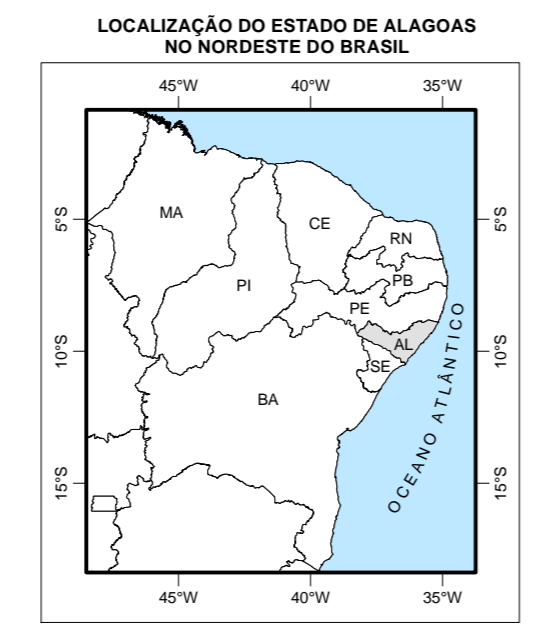 LOCALIZAÇÃO DO ESTADO DE ALAGOAS
NO NORDESTE DO BRASIL
45°W 40°W 35°W
5°S 5°S
MA
CE
RN
PB
PI
PE
10°S 10°S
AL
SE
BA
OCEANO ATLÂNTICO
15°S 15°S
45°W 40°W 35°W